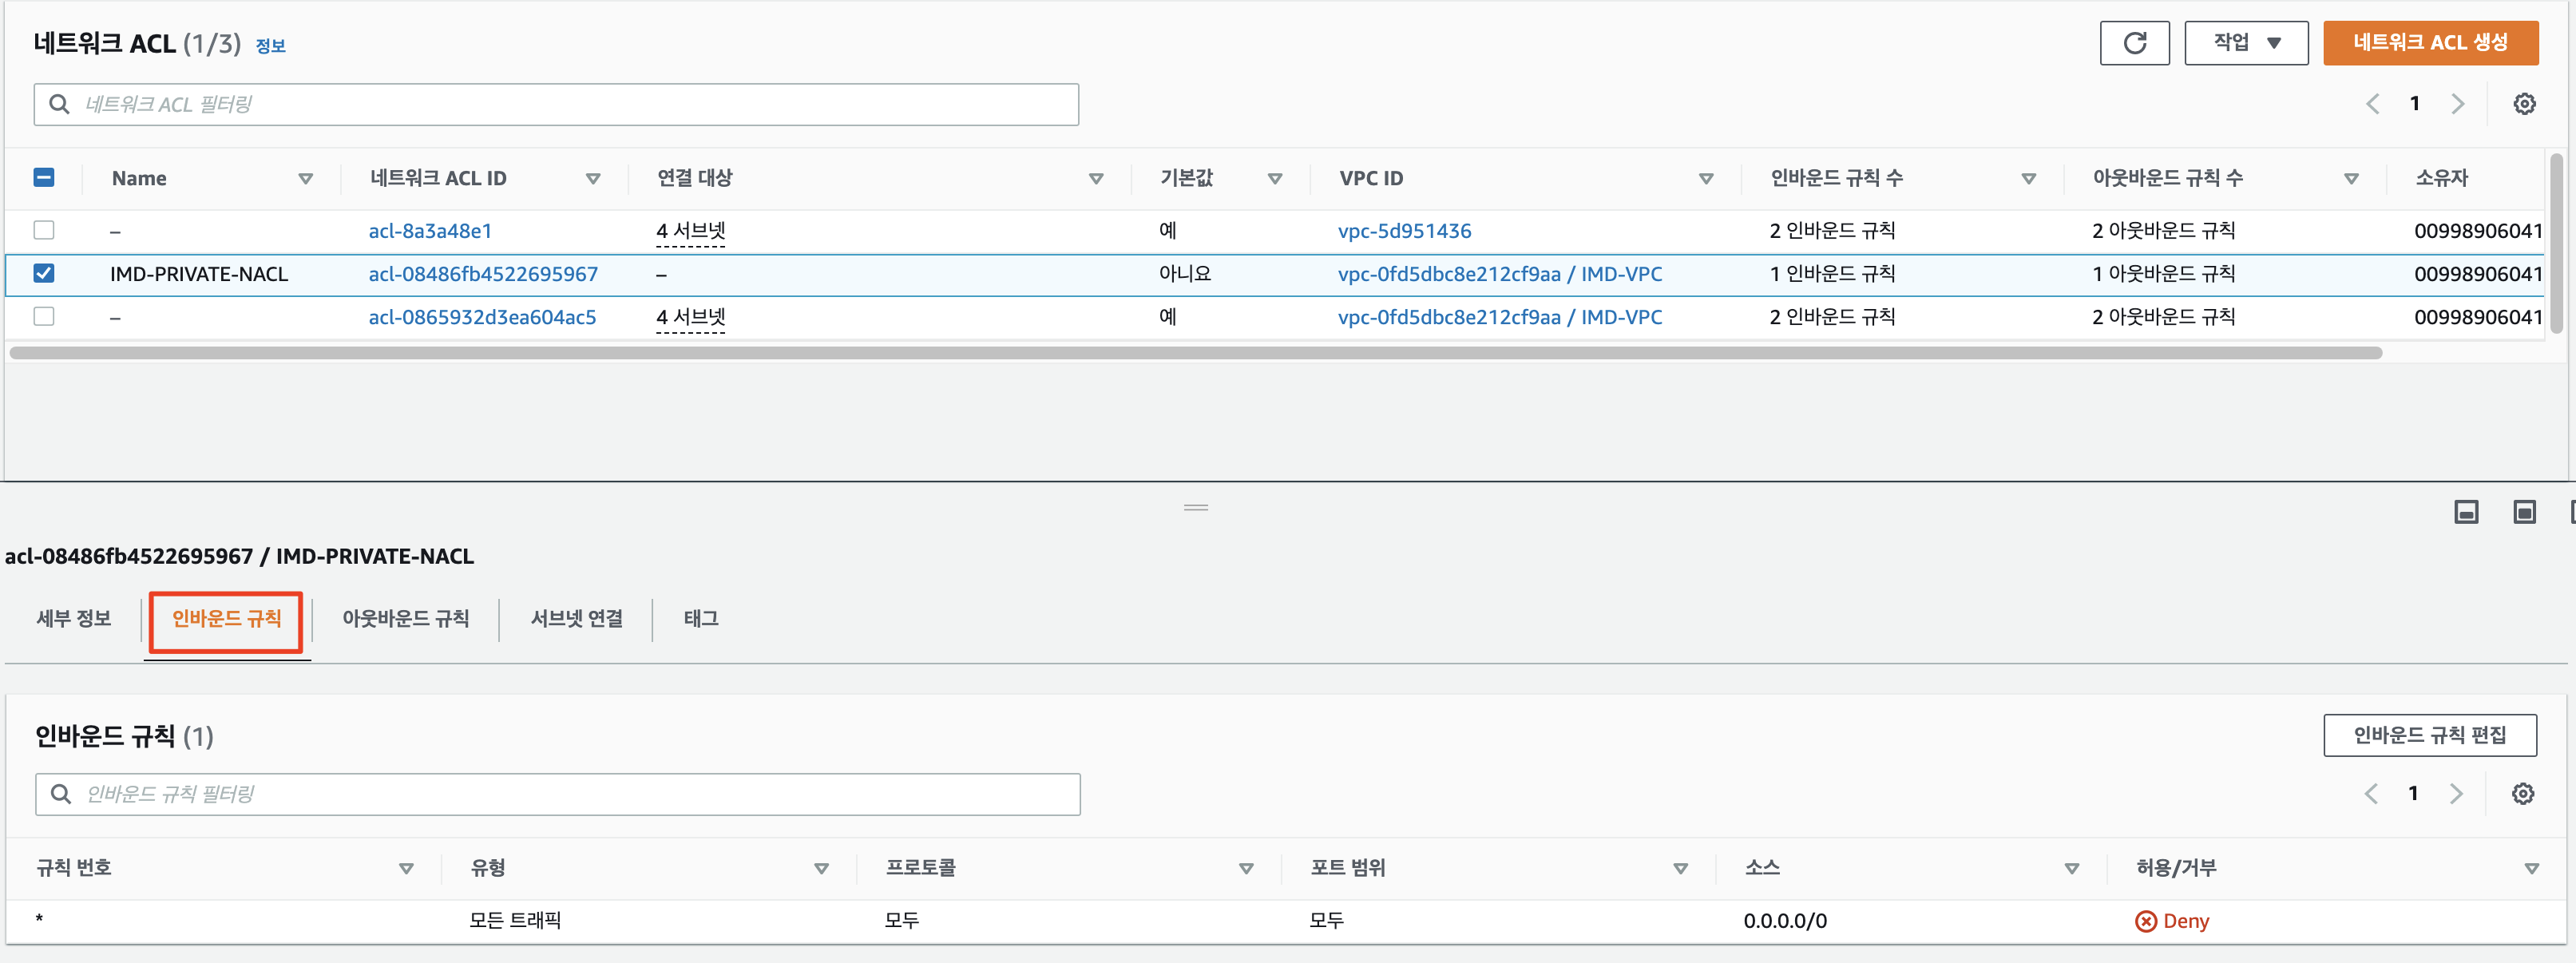 네트워크 ACL (1/3) 정보
작업
네트워크 ACL 생성
네트워크 ACL 필터링
1
Name 네트워크 ACL ID 연결 대상 기본값 VPC ID 인바운드 규칙 수 아웃바운드 규칙 수 소유자
– acl-8a3a48e1 4 서브넷 예 vpc-5d951436 2 인바운드 규칙 2 아웃바운드 규칙 00998906041
IMD-PRIVATE-NACL acl-08486fb4522695967 – 아니요 vpc-0fd5dbc8e212cf9aa / IMD-VPC 1 인바운드 규칙 1 아웃바운드 규칙 00998906041
– acl-0865932d3ea604ac5 4 서브넷 예 vpc-0fd5dbc8e212cf9aa / IMD-VPC 2 인바운드 규칙 2 아웃바운드 규칙 00998906041
acl-08486fb4522695967 / IMD-PRIVATE-NACL
세부 정보 인바운드 규칙 아웃바운드 규칙 서브넷 연결 태그
인바운드 규칙 (1)
인바운드 규칙 편집
인바운드 규칙 필터링
1
규칙 번호 유형 프로토콜 포트 범위 소스 허용/거부
* 모든 트래픽 모두 모두 0.0.0.0/0 Deny